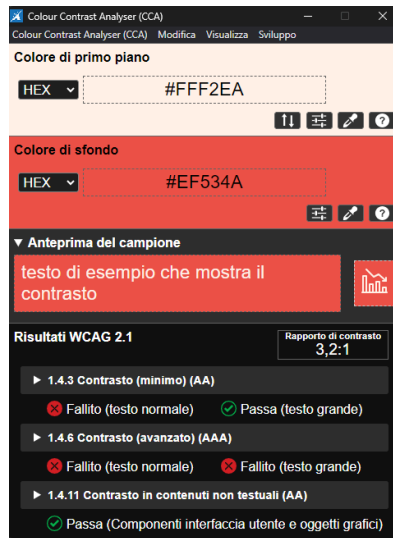 Colour Contrast Analyser (CCA)
Colour Contrast Analyser (CCA) Modifica Visualizza Sviluppo
Colore di primo piano
HEX #FFF2EA
Colore di sfondo
HEX #EF534A
▼ Anteprima del campione
testo di esempio che mostra il
contrasto
Risultati WCAG 2.1
Rapporto di contrasto
3,2:1
▶ 1.4.3 Contrasto (minimo) (AA)
Fallito (testo normale) Passa (testo grande)
▶ 1.4.6 Contrasto (avanzato) (AAA)
Fallito (testo normale) Fallito (testo grande)
▶ 1.4.11 Contrasto in contenuti non testuali (AA)
Passa (Componenti interfaccia utente e oggetti grafici)